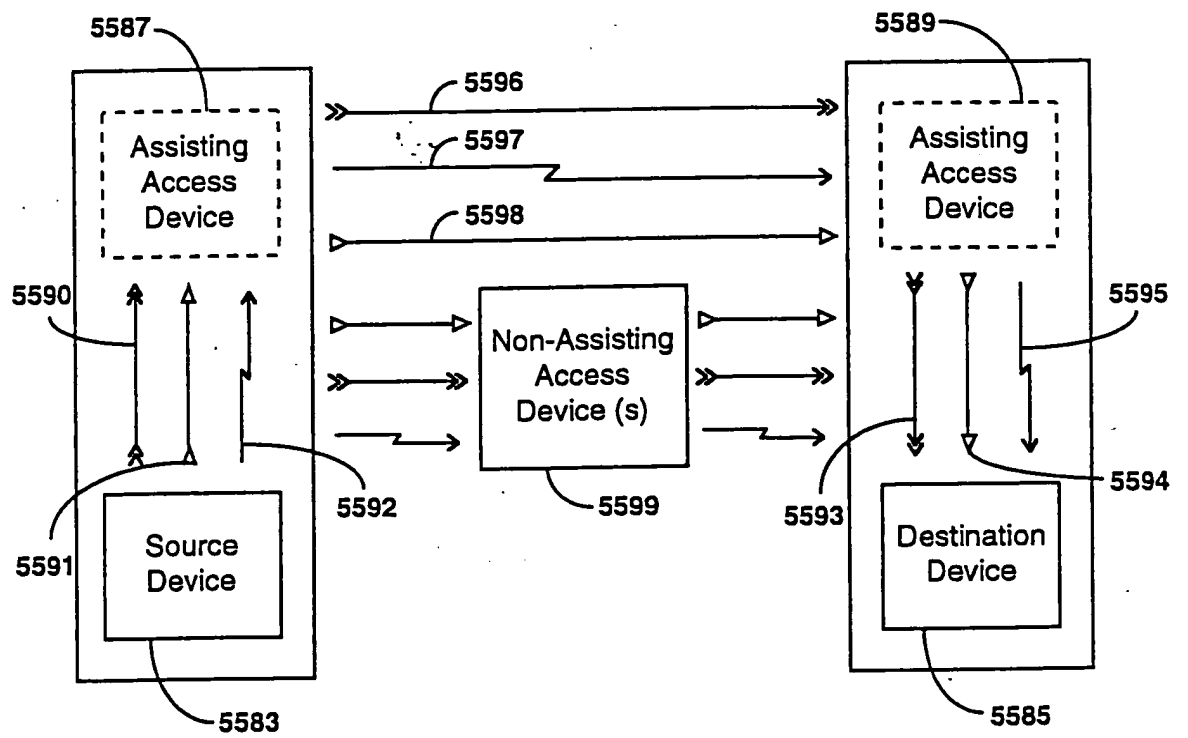 5587
5589
5596
Assisting
Access
Device
5597
Assisting
Access
Device
5598
5590
5595
Non-Assisting
Access
Device (s)
5591
5592
5599
5593
5594
Source
Device
Destination
Device
5583
5585